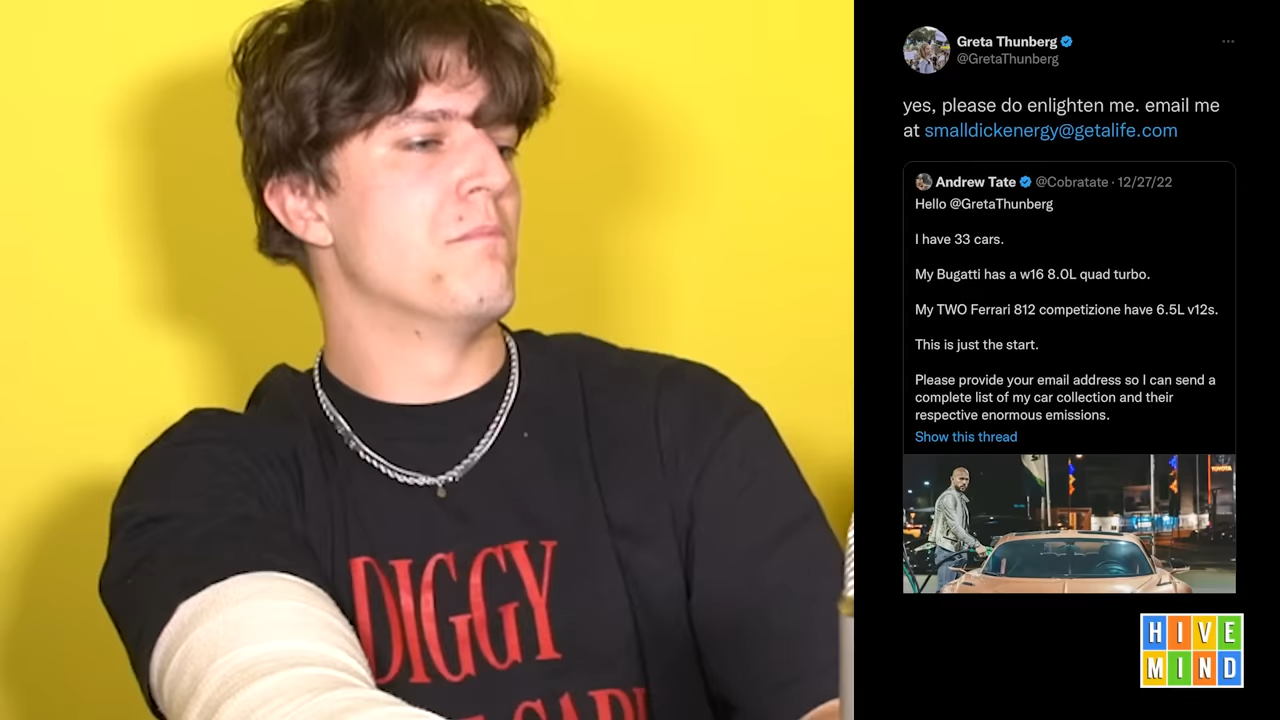 DIGGY
Greta Thunberg
@GretaThunberg
yes, please do enlighten me. email me
at smalldickenergy@getalife.com
Andrew Tate @Cobratate · 12/27/22
Hello @GretaThunberg
I have 33 cars.
My Bugatti has a w16 8.0L quad turbo.
My TWO Ferrari 812 competizione have 6.5L v12s.
This is just the start.
Please provide your email address so I can send a
complete list of my car collection and their
respective enormous emissions.
Show this thread
TOYOTA
HIVE
MIND